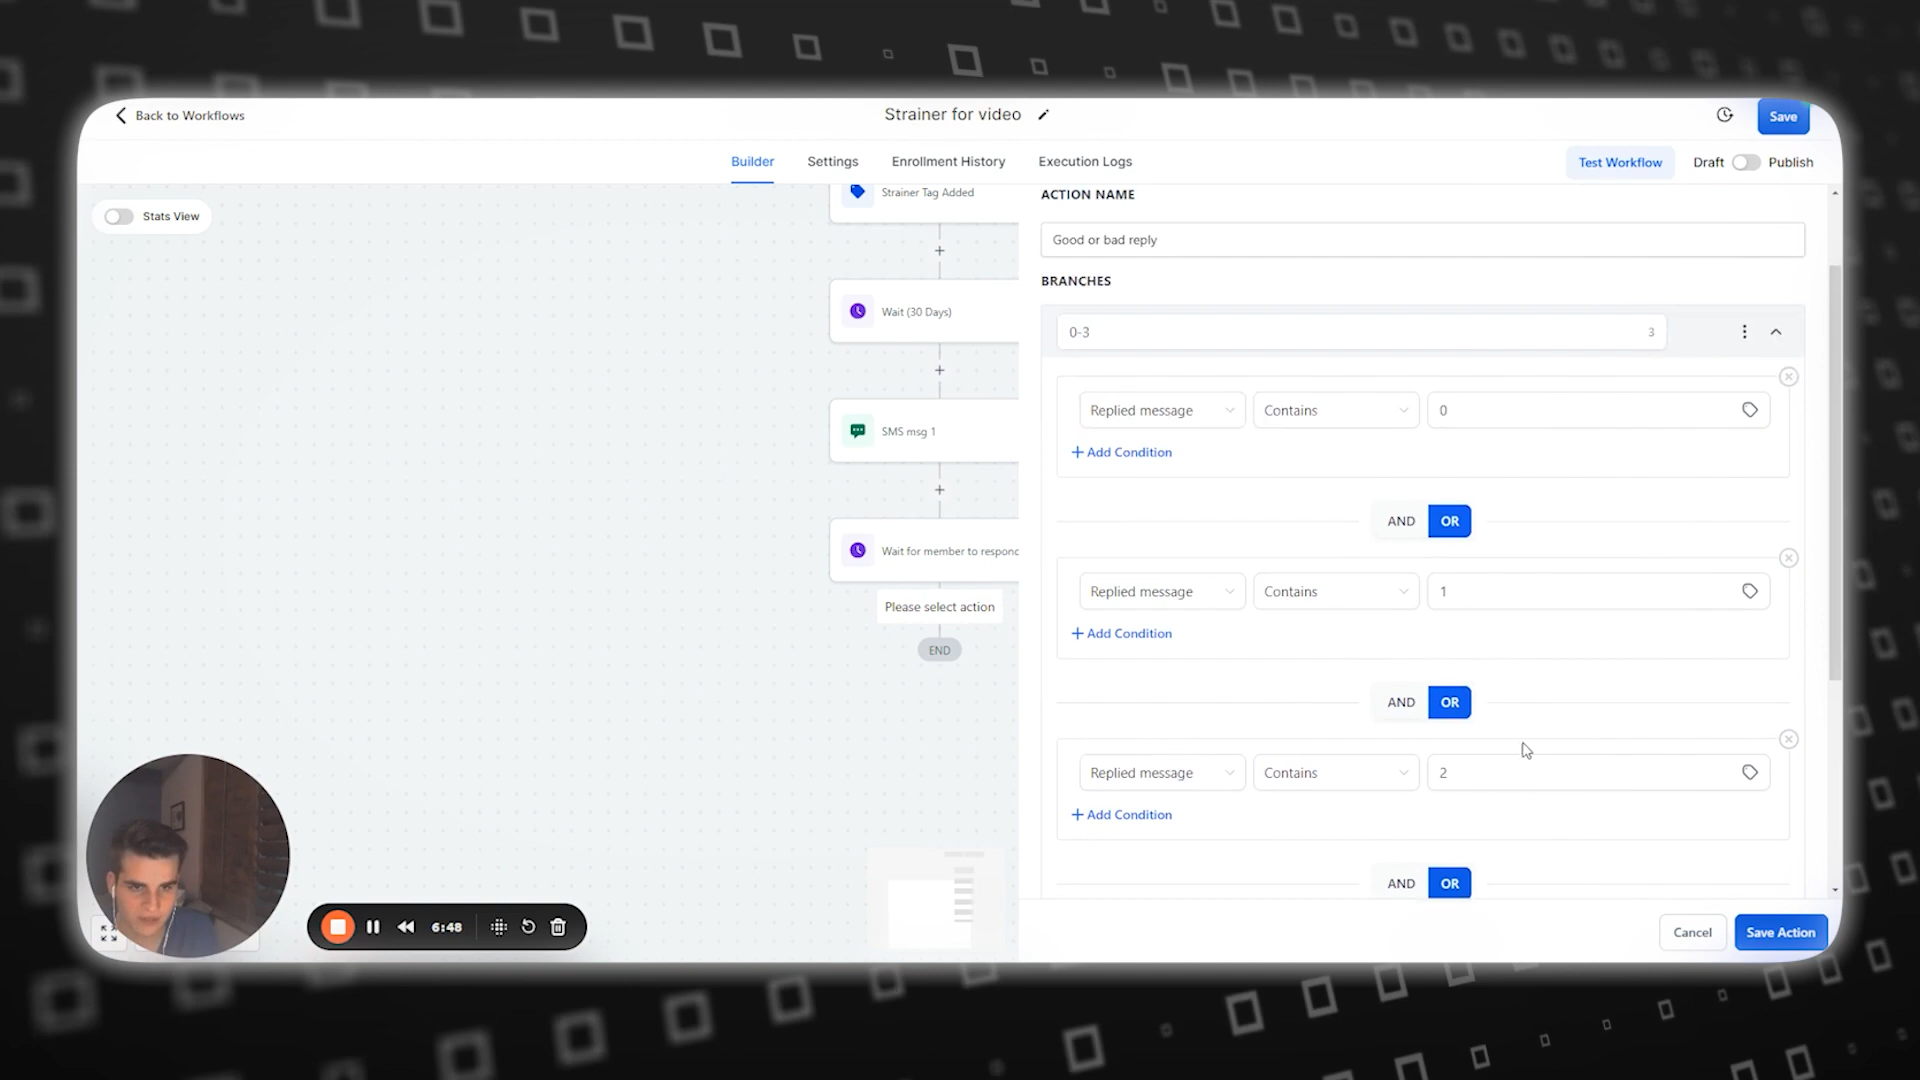 Back to Workflows
Strainer for video
Save
Builder
Settings
Enrollment History
Execution Logs
Test Workflow
Draft
Publish
Stats View
Strainer Tag Added
Wait (30 Days)
SMS msg 1
Wait for member to respond
Please select action
END
ACTION NAME
Good or bad reply
BRANCHES
0-3
3
Replied message
Contains
0
+ Add Condition
AND
OR
Replied message
Contains
1
+ Add Condition
AND
OR
Replied message
Contains
2
+ Add Condition
AND
OR
Cancel
Save Action
6:48